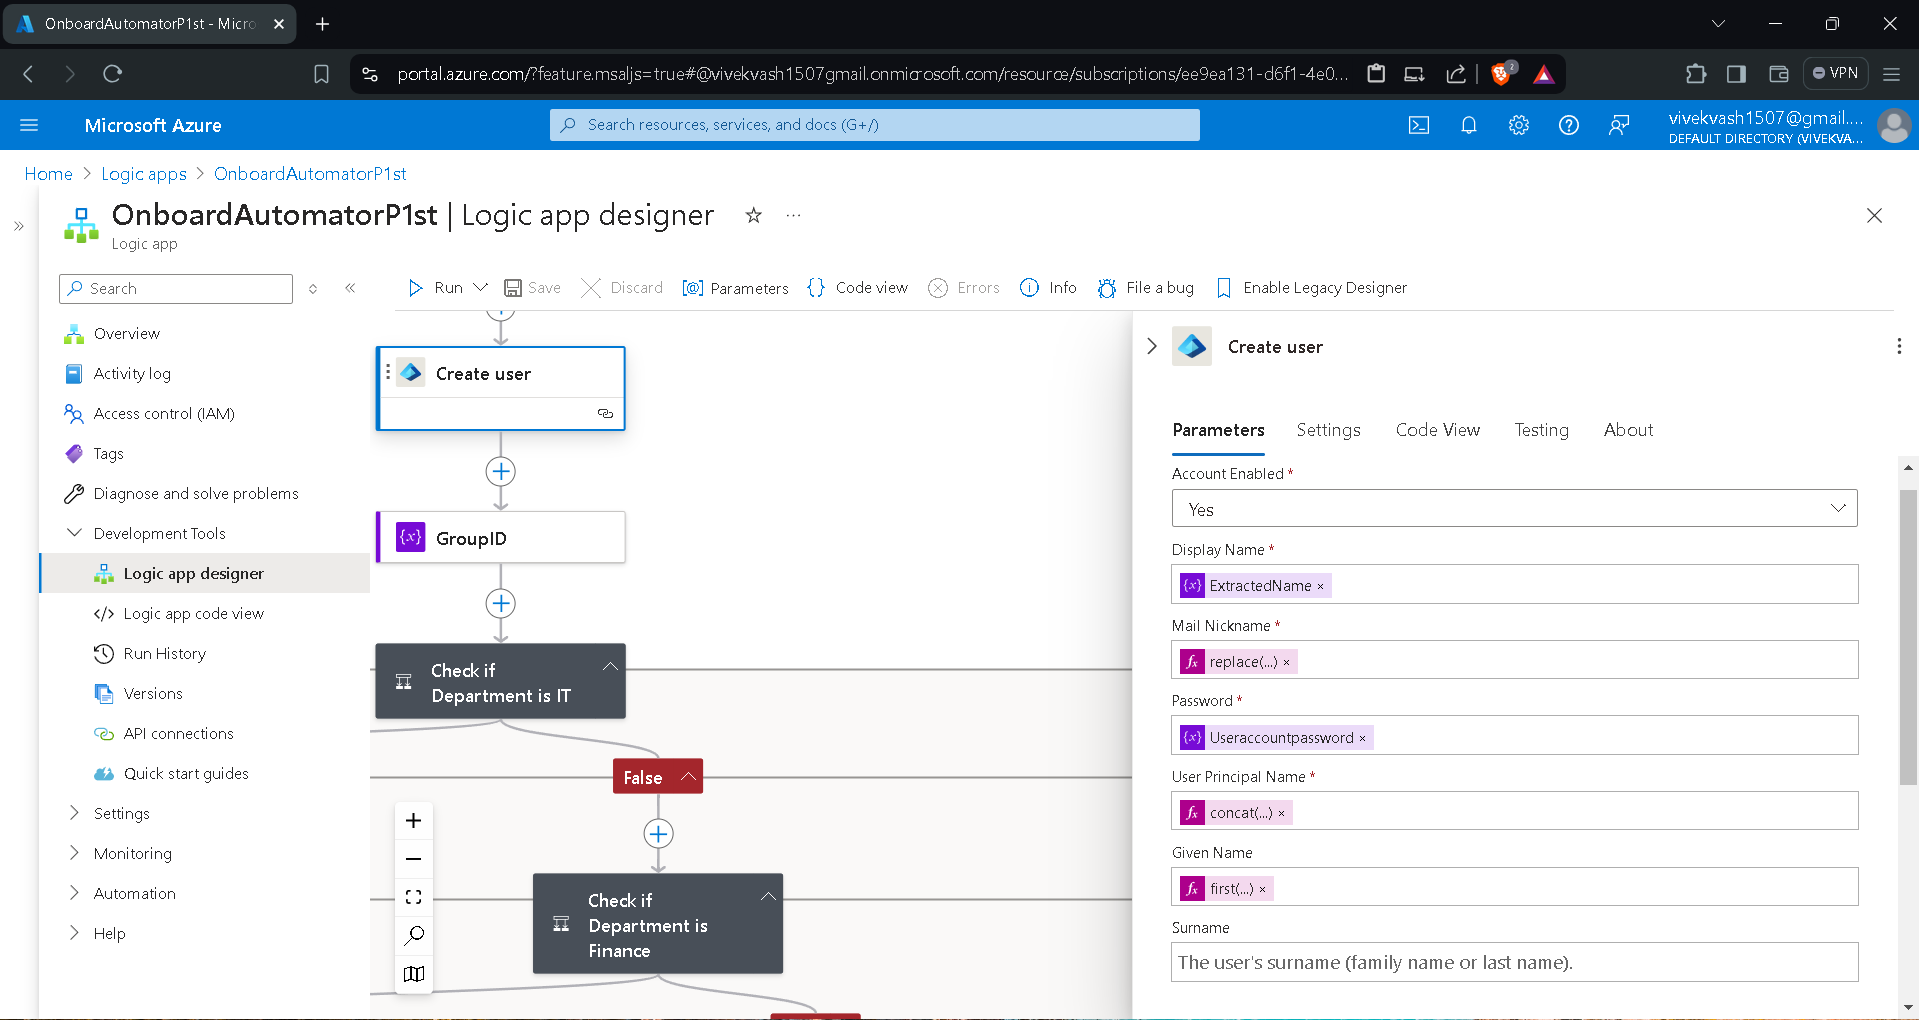 OnboardAutomatorP1st - Micro
portal.azure.com/?feature.msaljs=true#@vivekvash1507gmail.onmicrosoft.com/resource/subscriptions/ee9ea131-d6f1-4e0...
2
VPN
Microsoft Azure
Search resources, services, and docs (G+/)
vivekvash1507@gmail....
DEFAULT DIRECTORY (VIVEKVA...
Home > Logic apps > OnboardAutomatorP1st
OnboardAutomatorP1st | Logic app designer
Logic app
Search
Run
Save
Discard
Parameters
Code view
Errors
Info
File a bug
Enable Legacy Designer
Overview
Activity log
Access control (IAM)
Tags
Diagnose and solve problems
Development Tools
Logic app designer
Logic app code view
Run History
Versions
API connections
Quick start guides
Settings
Monitoring
Automation
Help
Create user
GroupID
Check if
Department is IT
False
Check if
Department is
Finance
Create user
Parameters
Settings
Code View
Testing
About
Account Enabled *
Yes
Display Name *
ExtractedName ×
Mail Nickname *
replace(...) ×
Password *
Useraccountpassword ×
User Principal Name *
concat(...) ×
Given Name
first(...) ×
Surname
The user's surname (family name or last name).